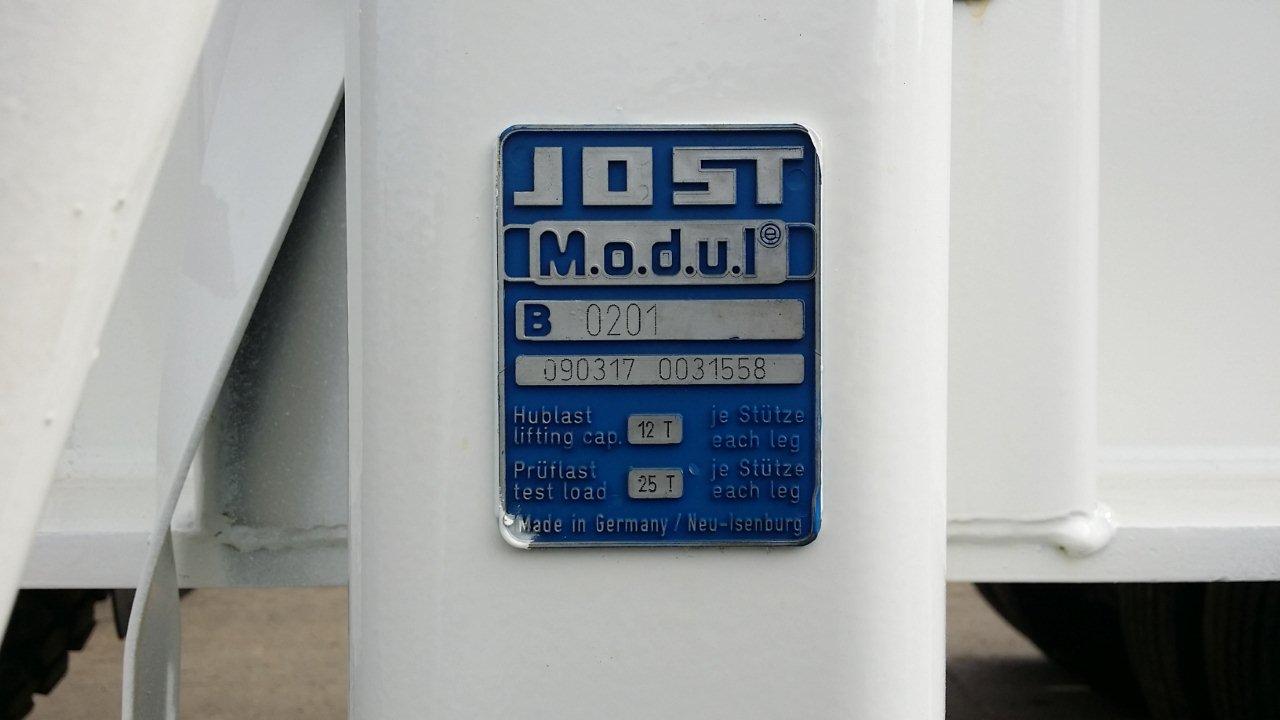 JOST
M.o.d.u.l ⓔ
B 0201
090317 0031558
Hublast 12 T je Stütze
lifting cap. each leg
Prüflast 25 T je Stütze
test load each leg
Made in Germany / Neu-Isenburg